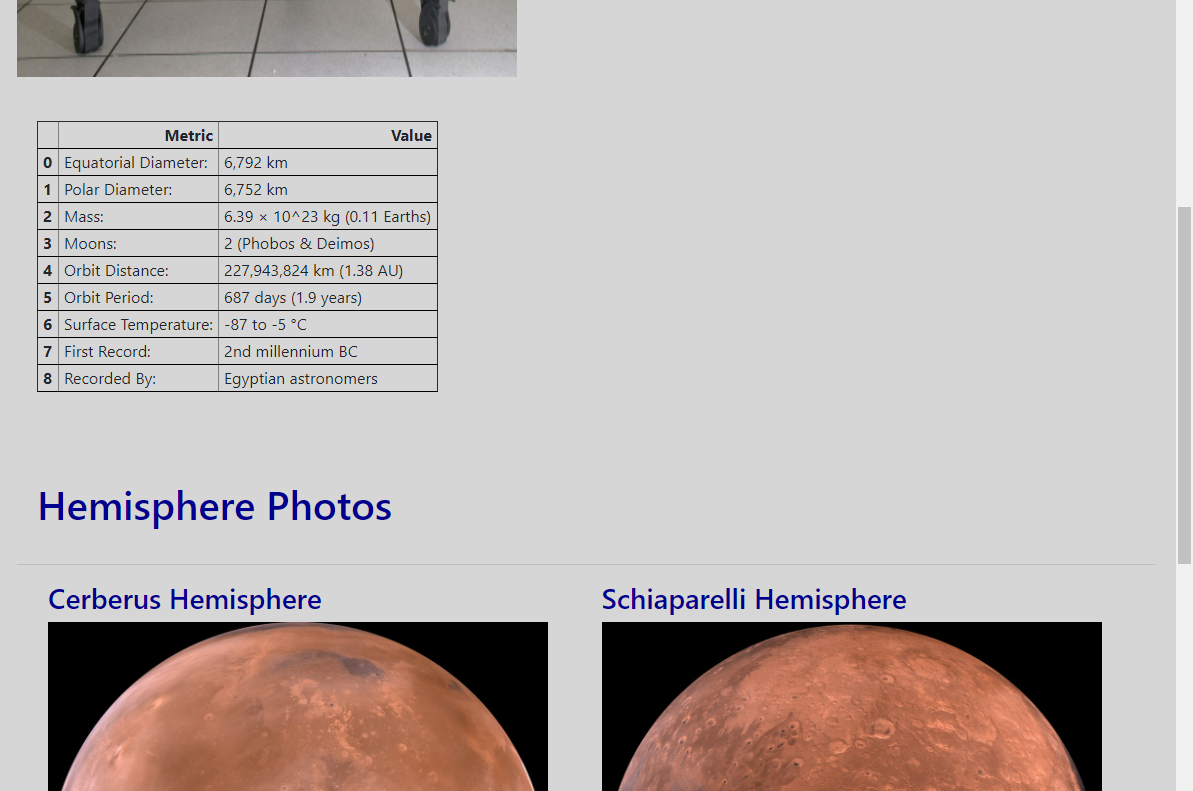 Metric Value
0 Equatorial Diameter: 6,792 km
1 Polar Diameter: 6,752 km
2 Mass: 6.39 × 10^23 kg (0.11 Earths)
3 Moons: 2 (Phobos & Deimos)
4 Orbit Distance: 227,943,824 km (1.38 AU)
5 Orbit Period: 687 days (1.9 years)
6 Surface Temperature: -87 to -5 °C
7 First Record: 2nd millennium BC
8 Recorded By: Egyptian astronomers
Hemisphere Photos
Cerberus Hemisphere
Schiaparelli Hemisphere